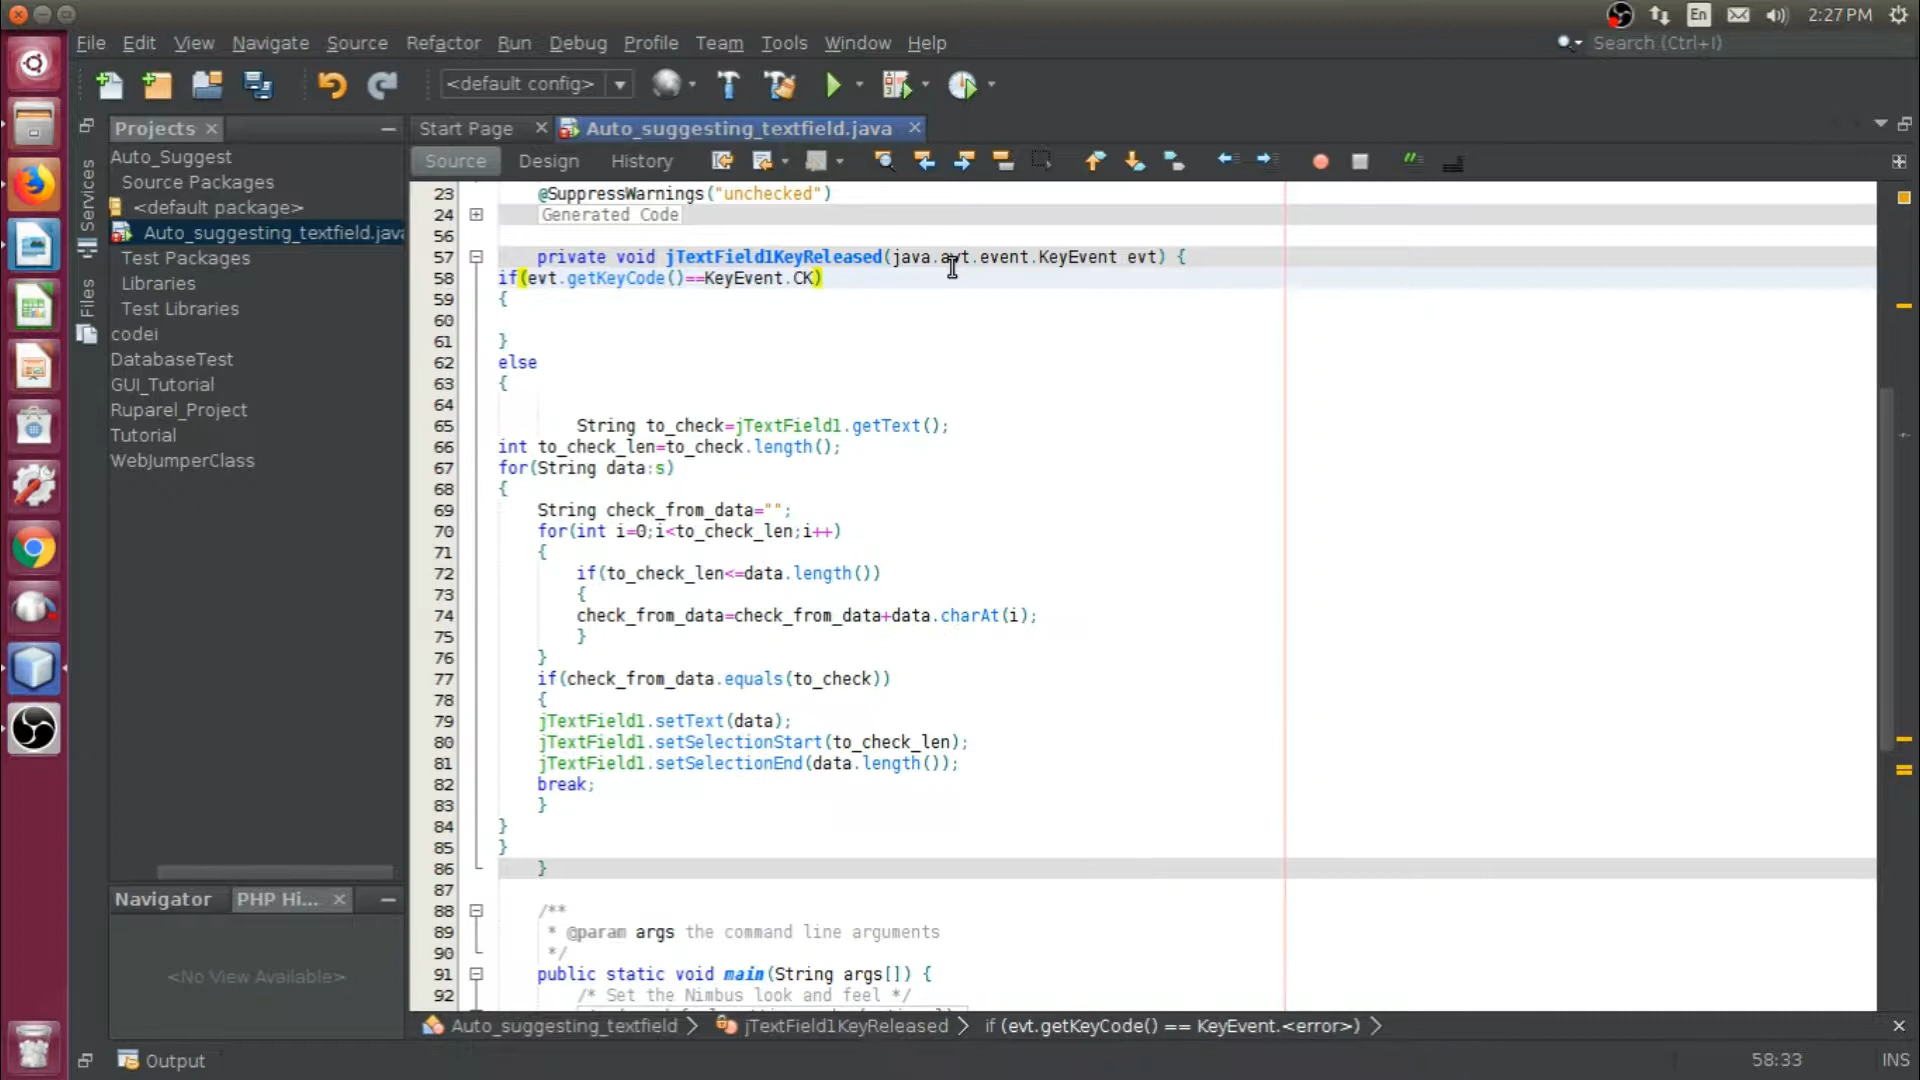 En
2:27 PM
File Edit View Navigate Source Refactor Run Debug Profile Team Tools Window Help
Search (Ctrl+I)
<default config>
Services
Files
Projects
Auto_Suggest
Source Packages
<default package>
Auto_suggesting_textfield.java
Test Packages
Libraries
Test Libraries
codei
DatabaseTest
GUI_Tutorial
Ruparel_Project
Tutorial
WebJumperClass
Navigator PHP Hi...
<No View Available>
Start Page Auto_suggesting_textfield.java
Source Design History
23 @SuppressWarnings("unchecked")
24 Generated Code
56
57 private void jTextField1KeyReleased(java.awt.event.KeyEvent evt) {
58 if(evt.getKeyCode()==KeyEvent.CK)
59 {
60
61 }
62 else
63 {
64
65 String to_check=jTextField1.getText();
66 int to_check_len=to_check.length();
67 for(String data:s)
68 {
69 String check_from_data="";
70 for(int i=0;i<to_check_len;i++)
71 {
72 if(to_check_len<=data.length())
73 {
74 check_from_data=check_from_data+data.charAt(i);
75 }
76 }
77 if(check_from_data.equals(to_check))
78 {
79 jTextField1.setText(data);
80 jTextField1.setSelectionStart(to_check_len);
81 jTextField1.setSelectionEnd(data.length());
82 break;
83 }
84 }
85 }
86 }
87
88 /**
89 * @param args the command line arguments
90 */
91 public static void main(String args[]) {
92 /* Set the Nimbus look and feel */
Auto_suggesting_textfield jTextField1KeyReleased if (evt.getKeyCode() == KeyEvent.<error>)
Output
58:33
INS